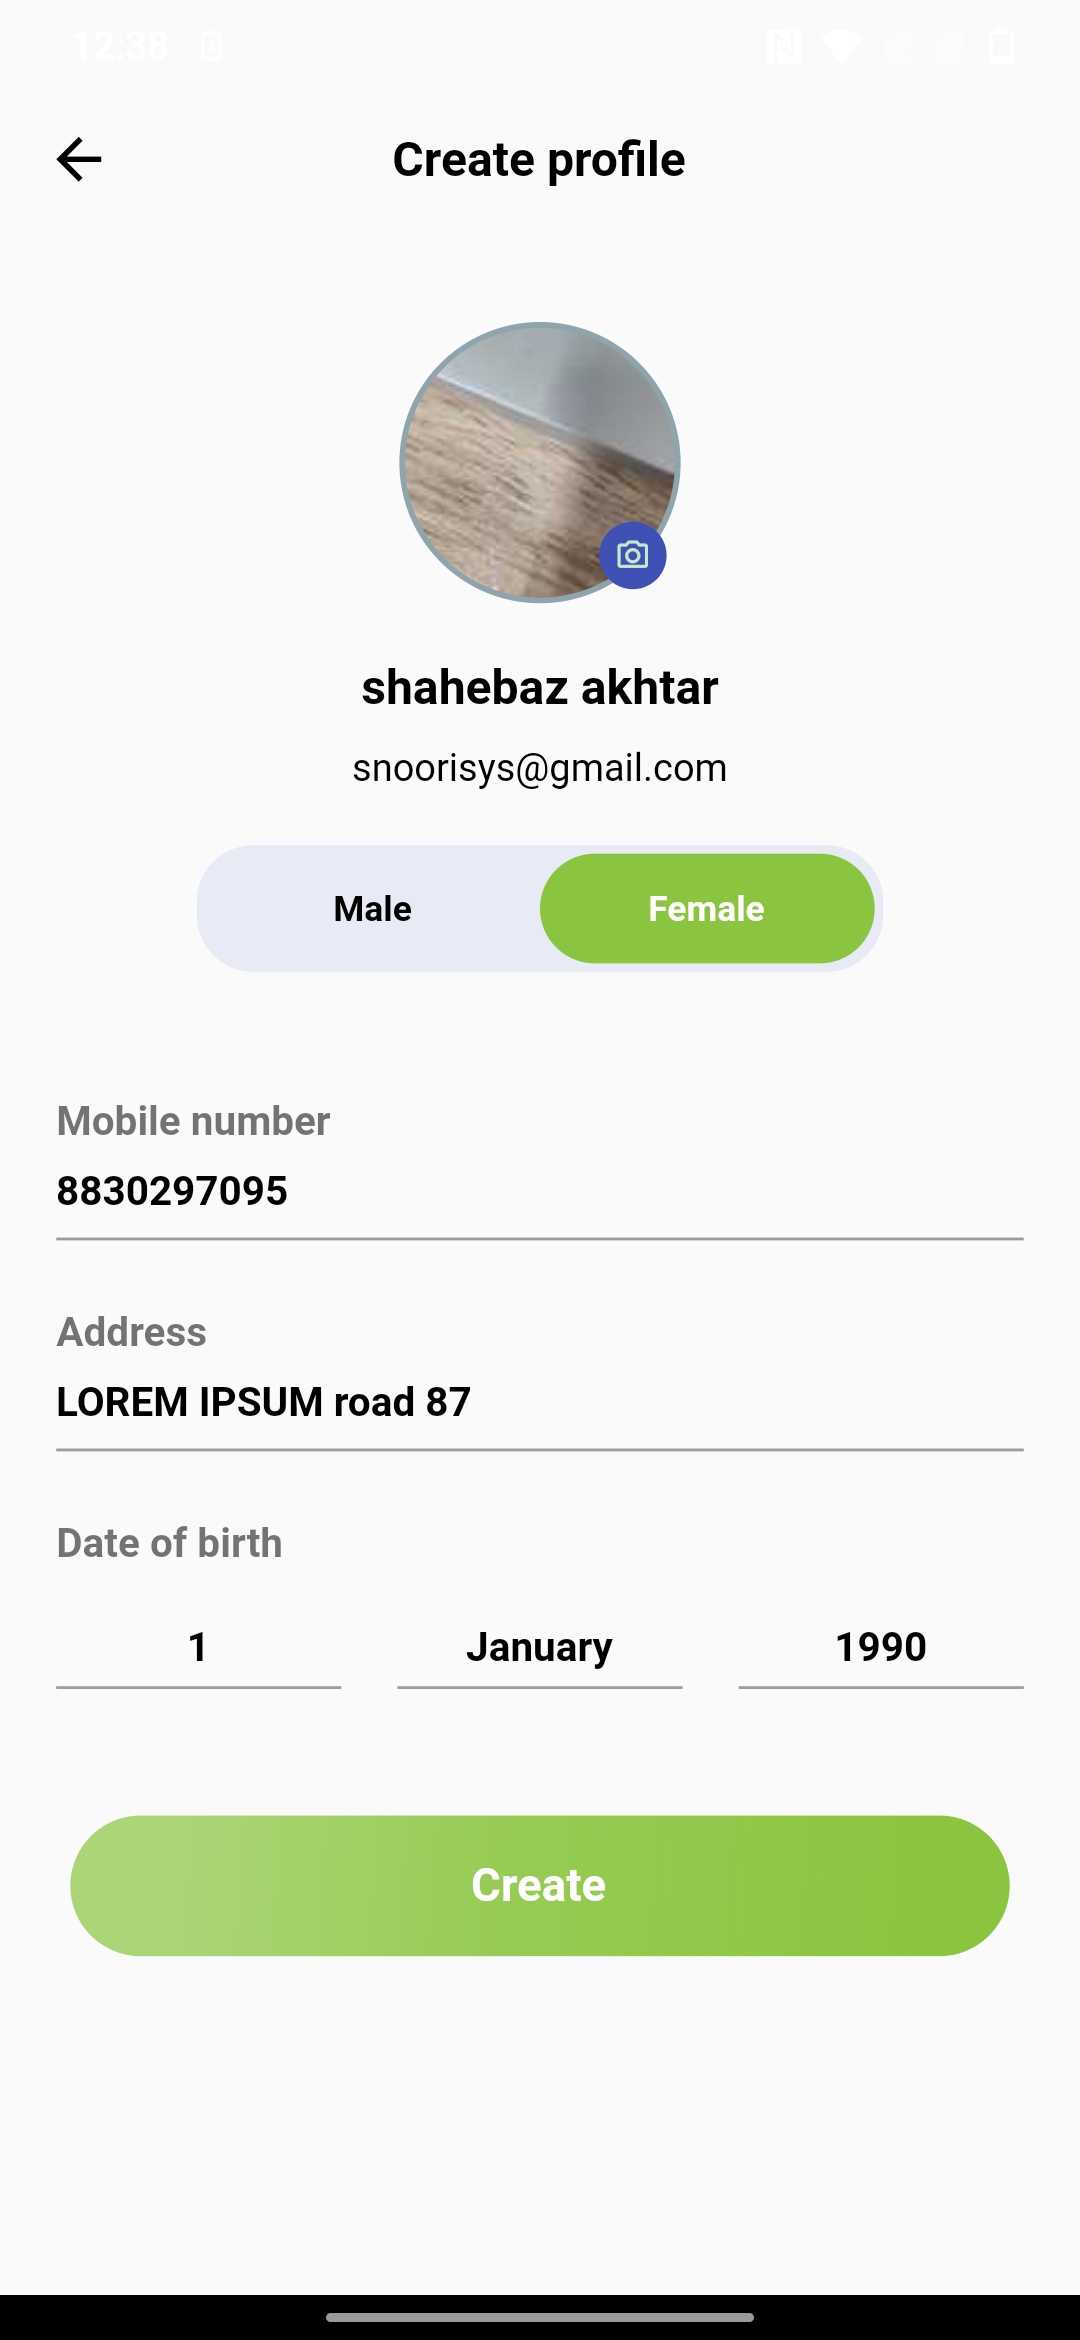 12:38
Create profile
shahebaz akhtar
snoorisys@gmail.com
Male Female
Mobile number
8830297095
Address
LOREM IPSUM road 87
Date of birth
1 January 1990
Create